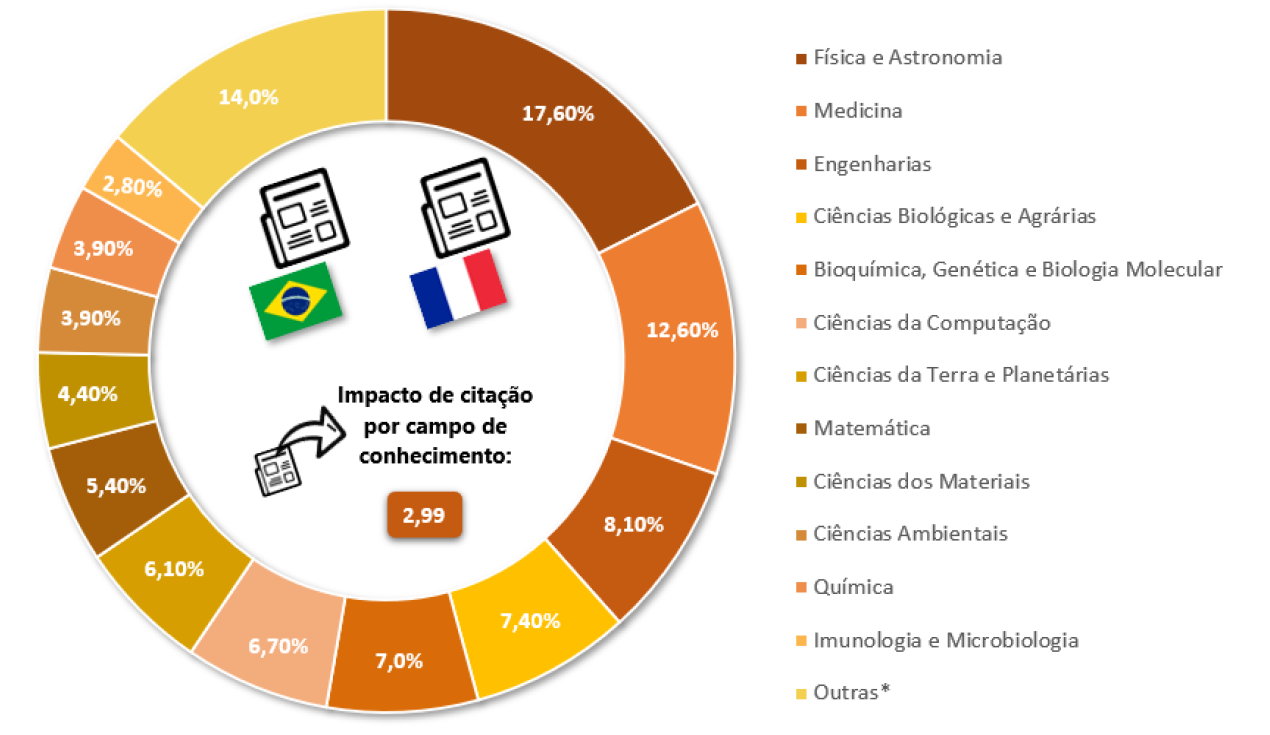 17,60%
12,60%
8,10%
7,40%
7,0%
6,70%
6,10%
5,40%
4,40%
3,90%
3,90%
2,80%
14,0%
Impacto de citação
por campo de
conhecimento:
2,99
Física e Astronomia
Medicina
Engenharias
Ciências Biológicas e Agrárias
Bioquímica, Genética e Biologia Molecular
Ciências da Computação
Ciências da Terra e Planetárias
Matemática
Ciências dos Materiais
Ciências Ambientais
Química
Imunologia e Microbiologia
Outras*